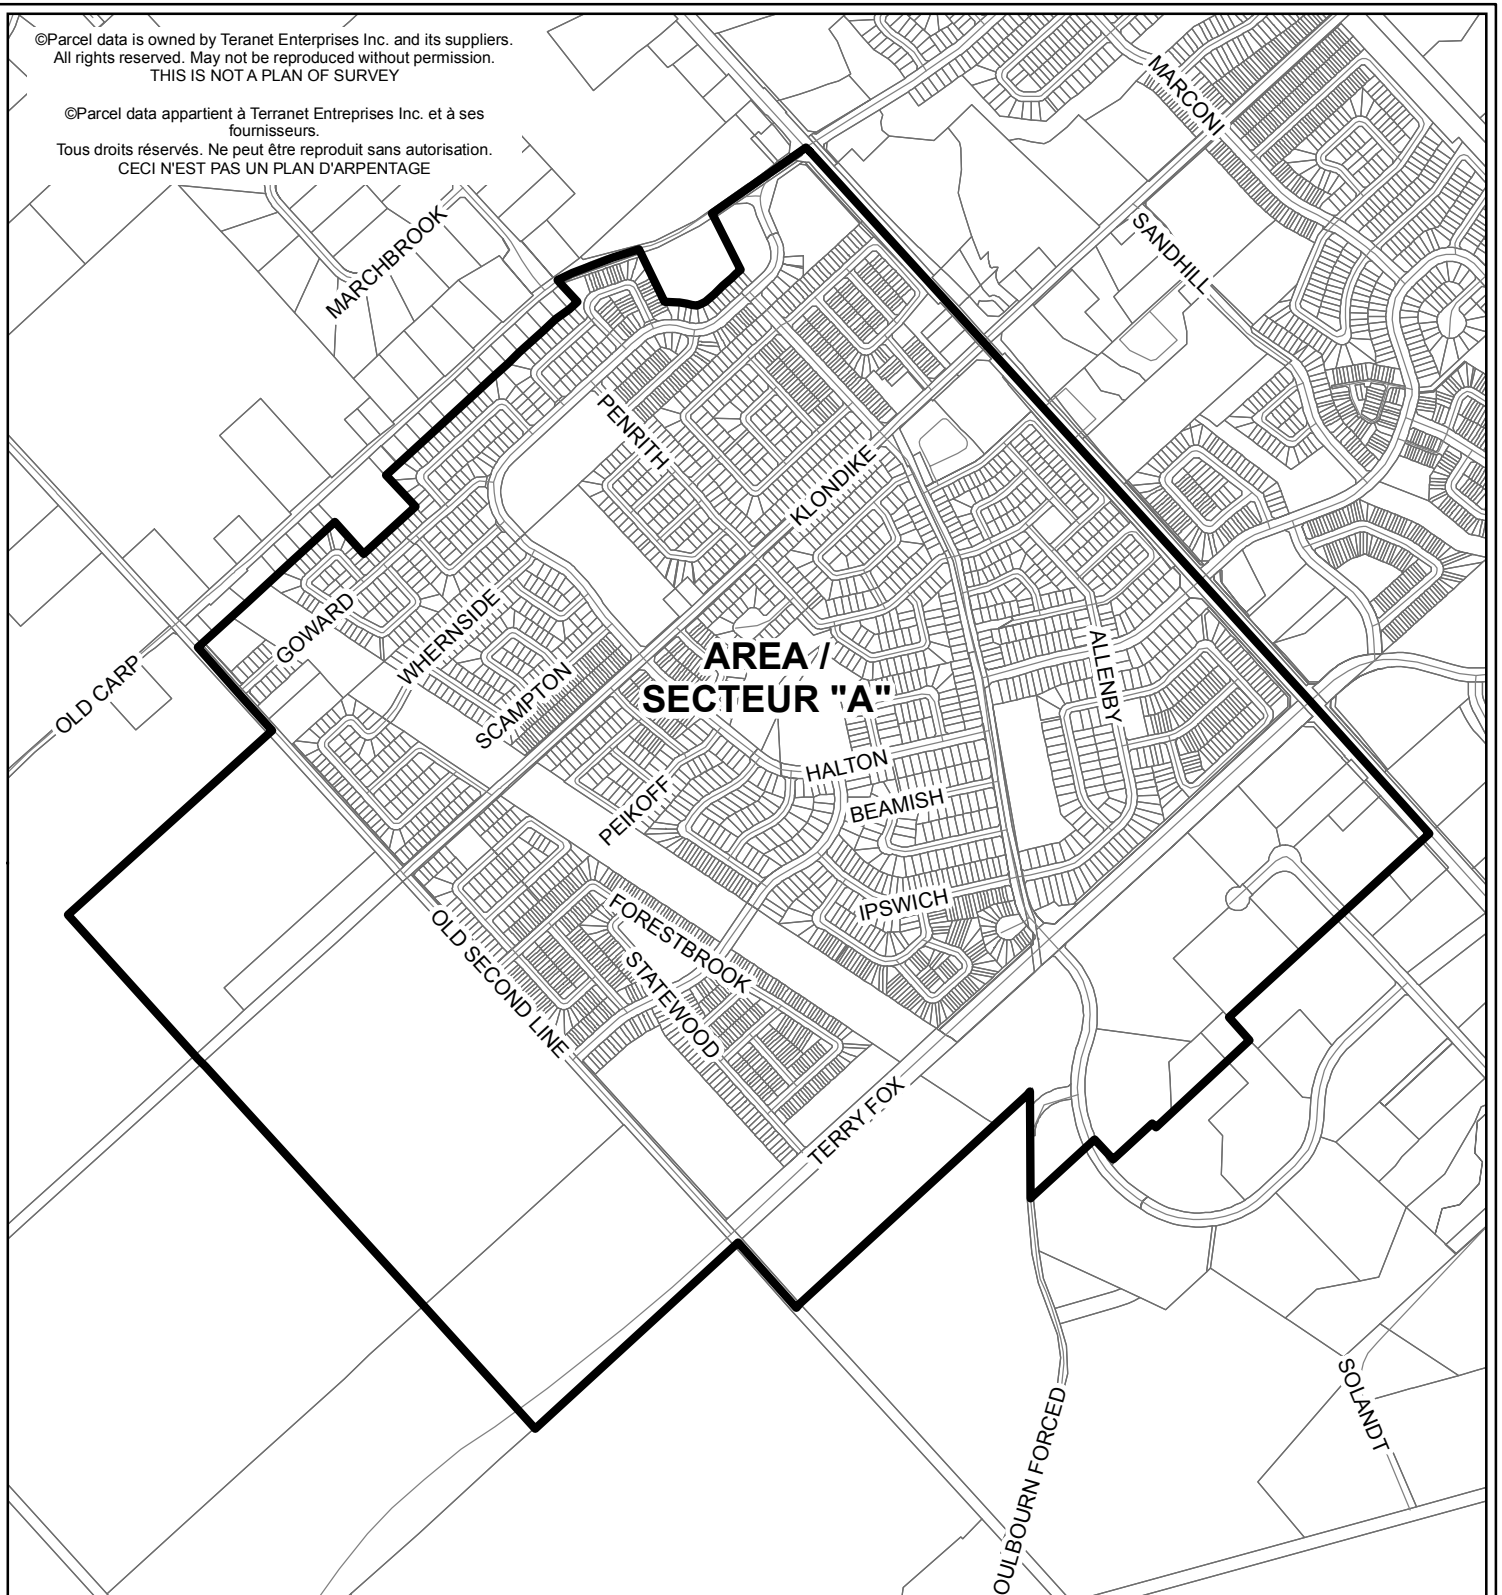 ©Parcel data is owned by Teranet Enterprises Inc. and its suppliers.
All rights reserved. May not be reproduced without permission.
THIS IS NOT A PLAN OF SURVEY
©Parcel data appartient à Terranet Entreprises Inc. et à ses
fournisseurs.
Tous droits réservés. Ne peut être reproduit sans autorisation.
CECI N'EST PAS UN PLAN D'ARPENTAGE
MARCONI
MARCHBROOK
SANDHILL
PENRITH
KLONDIKE
GOWARD
WHERNSIDE
OLD CARP
SCAMPTON
AREA /
SECTEUR "A"
ALLENBY
HALTON
BEAMISH
PEIKOFF
IPSWICH
FORESTBROOK
OLD SECOND LINE
STATEWOOD
TERRY FOX
SOLANDT
OULBOURN FORCED